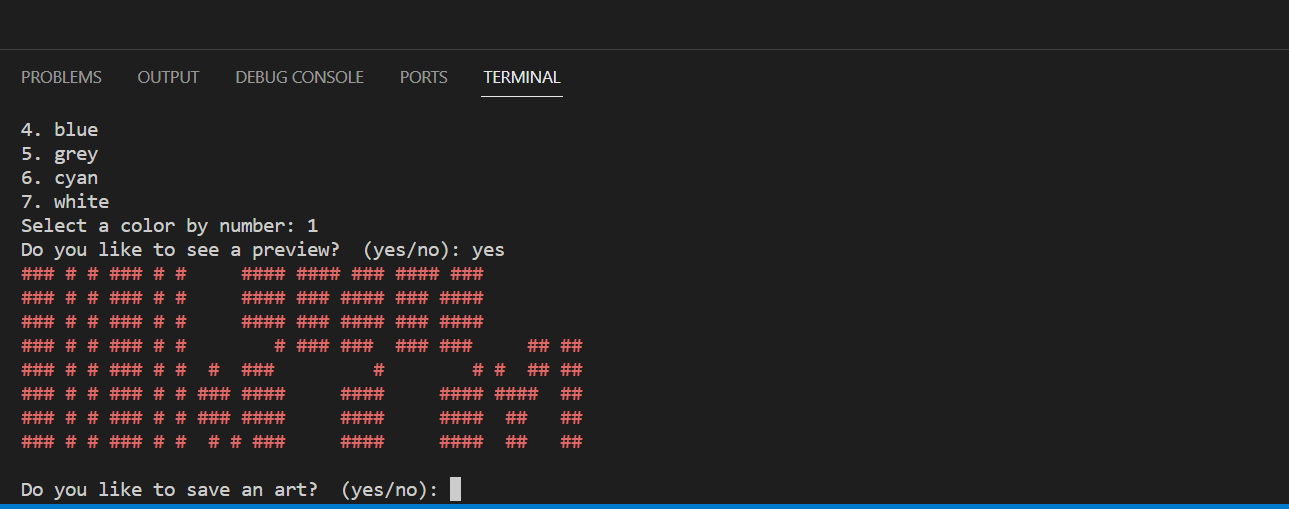 PROBLEMS OUTPUT DEBUG CONSOLE PORTS TERMINAL
4. blue
5. grey
6. cyan
7. white
Select a color by number: 1
Do you like to see a preview?  (yes/no): yes
### # # ### # #     #### #### ### #### ###
### # # ### # #     #### ### #### ### ####
### # # ### # #     #### ### #### ### ####
### # # ### # #        # ### ###  ### ###     ## ##
### # # ### # #  #  ###         #        # #  ## ##
### # # ### # # ### ####     ####     #### ####  ##
### # # ### # # ### ####     ####     ####  ##   ##
### # # ### # #  # # ###     ####     ####  ##   ##
Do you like to save an art?  (yes/no):